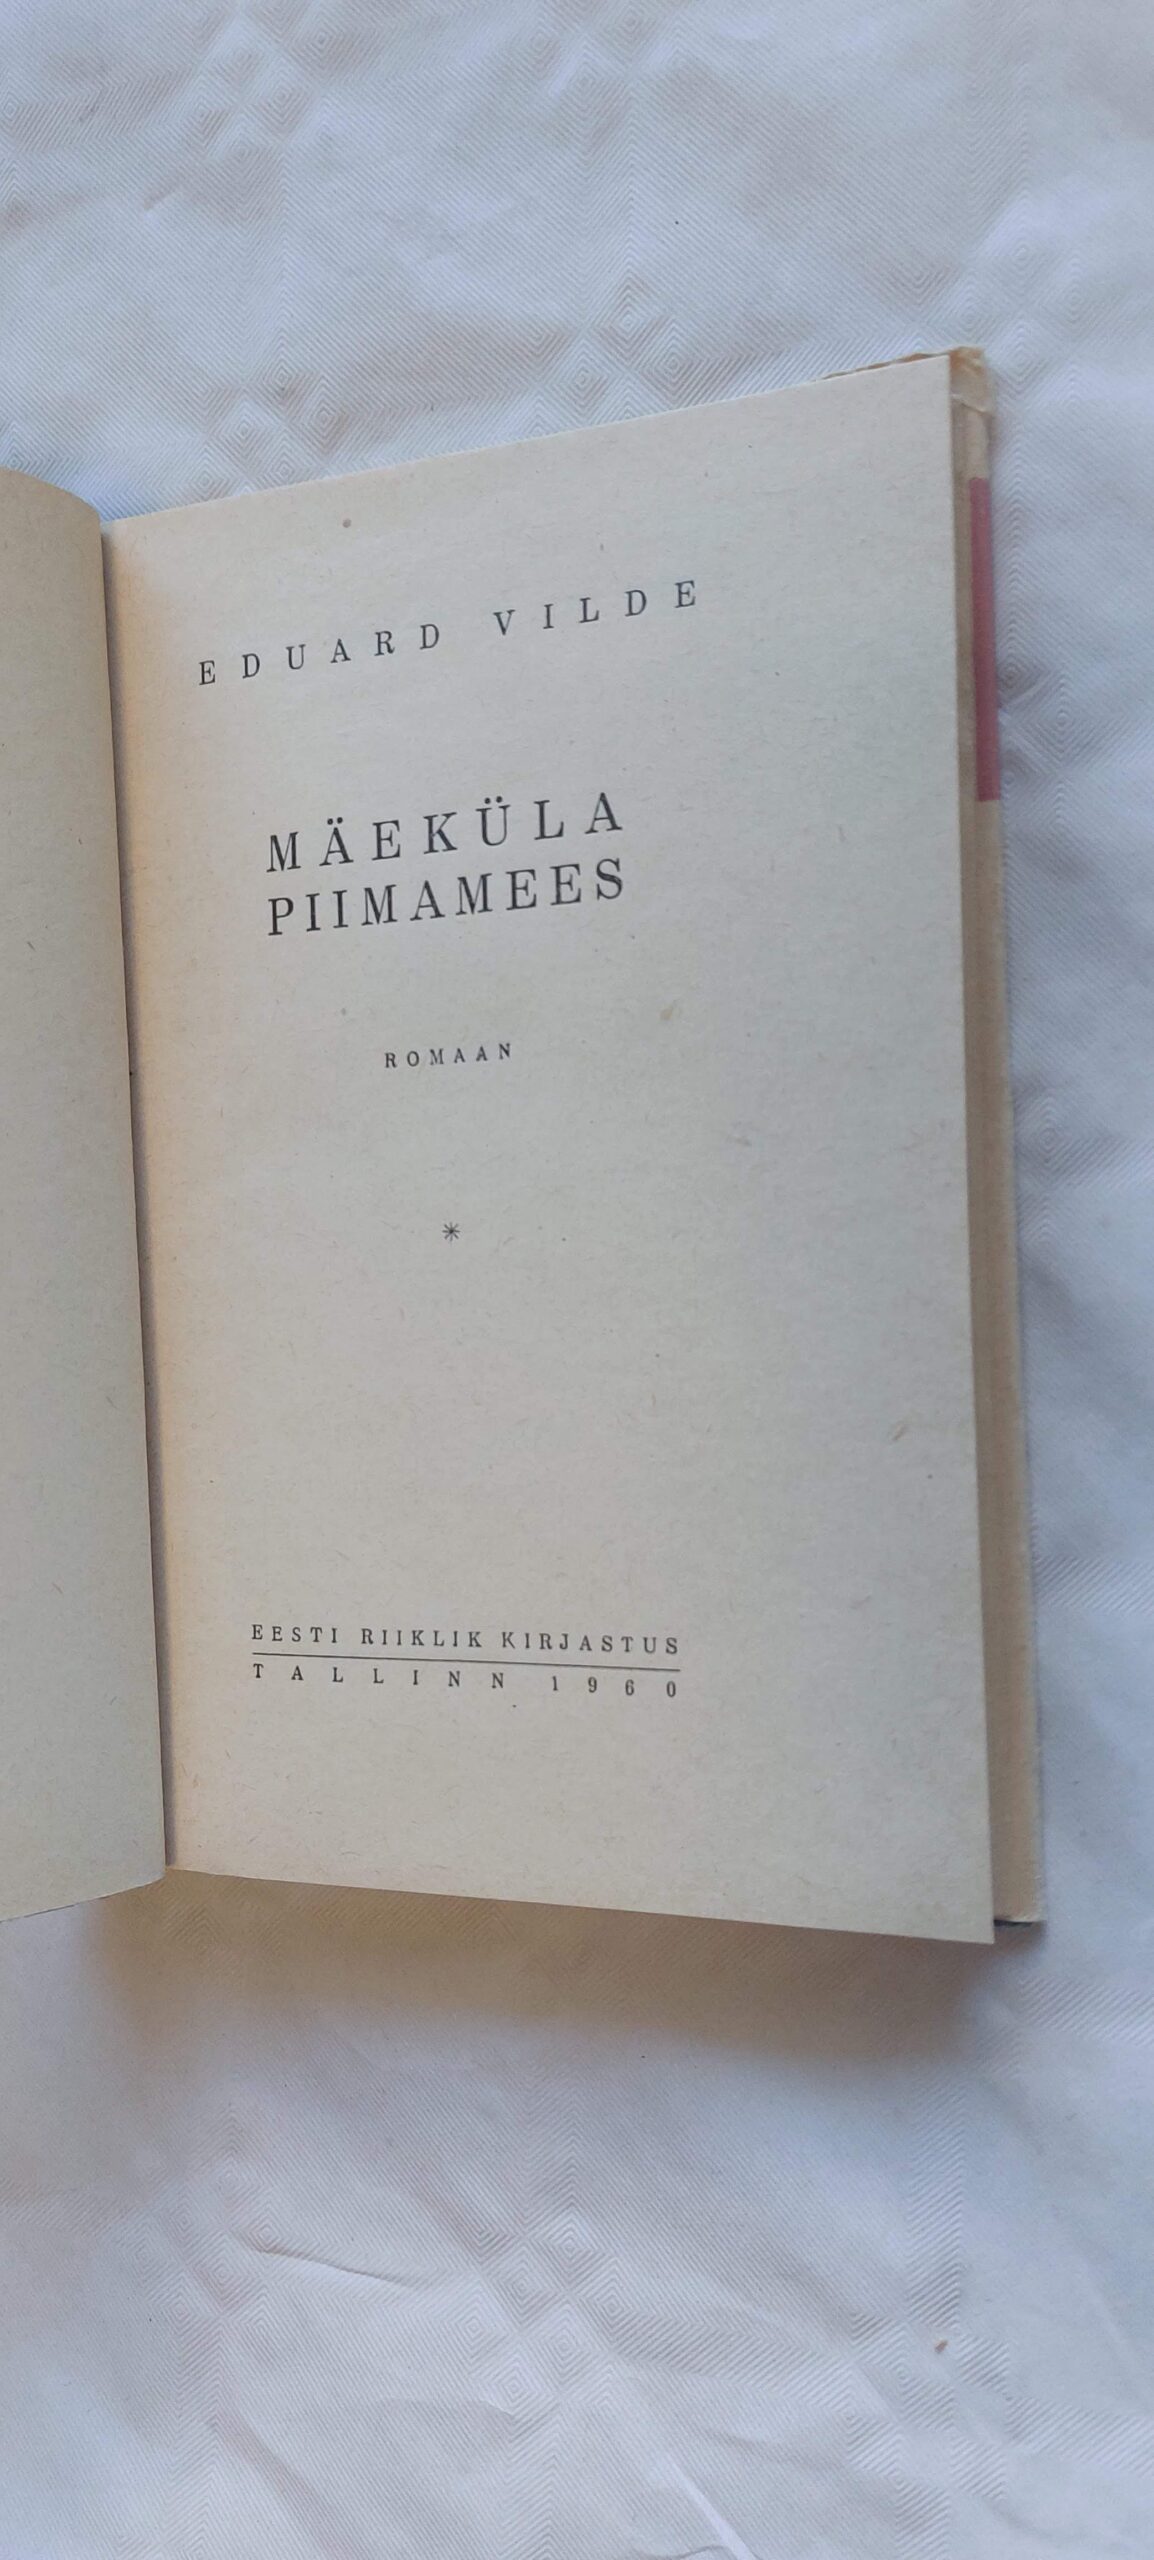 EDUARD VILDE
MÄEKÜLA
PIIMAMEES
ROMAAN
*
EESTI RIIKLIK KIRJASTUS
TALLINN 1960